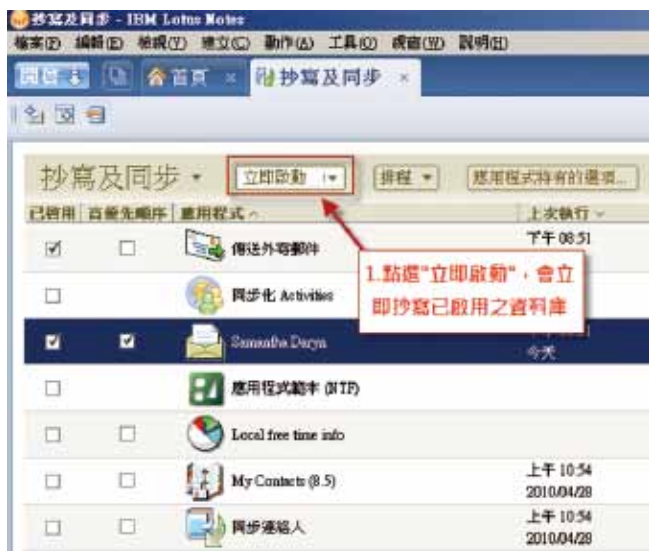 抄寫及同步 - IBM Lotus Notes
檔案(F) 編輯(E) 檢視(V) 建立(C) 動作(A) 工具(O) 視窗(W) 說明(H)
開啟 首頁 × 抄寫及同步 ×
抄寫及同步 立即啟動 排程 應用程式特有的選項...
已啟用 首優先順序 應用程式 上次執行
傳送外寄郵件 下午 08:51
同步化 Activities
Samantha Daryn
今天
應用程式範本 (NTF)
Local free time info
My Contacts (8.5) 上午 10:54
2010/04/28
同步連絡人 上午 10:54
2010/04/28
1.點選"立即啟動"，會立
即抄寫已啟用之資料庫